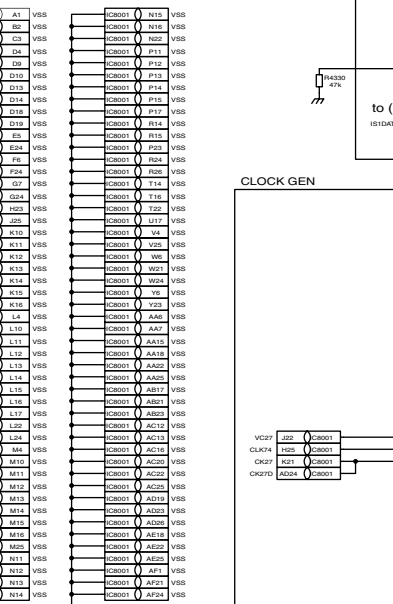 A1 VSS IC8001 N15 VSS
B2 VSS IC8001 N16 VSS
C3 VSS IC8001 N22 VSS
D4 VSS IC8001 P11 VSS
D9 VSS IC8001 P12 VSS
D10 VSS IC8001 P13 VSS
D13 VSS IC8001 P14 VSS
D14 VSS IC8001 P15 VSS
D18 VSS IC8001 P17 VSS
D19 VSS IC8001 R14 VSS
E5 VSS IC8001 R15 VSS
E24 VSS IC8001 P23 VSS
F6 VSS IC8001 R24 VSS
F24 VSS IC8001 R26 VSS
G7 VSS IC8001 T14 VSS
G24 VSS IC8001 T16 VSS
H23 VSS IC8001 T22 VSS
J25 VSS IC8001 U17 VSS
K10 VSS IC8001 V4 VSS
K11 VSS IC8001 V25 VSS
K12 VSS IC8001 W6 VSS
K13 VSS IC8001 W21 VSS
K14 VSS IC8001 W24 VSS
K15 VSS IC8001 Y6 VSS
K16 VSS IC8001 Y23 VSS
L4 VSS IC8001 AA6 VSS
L10 VSS IC8001 AA7 VSS
L11 VSS IC8001 AA15 VSS
L12 VSS IC8001 AA18 VSS
L13 VSS IC8001 AA22 VSS
L14 VSS IC8001 AA25 VSS
L15 VSS IC8001 AB17 VSS
L16 VSS IC8001 AB21 VSS
L17 VSS IC8001 AB23 VSS
L22 VSS IC8001 AC12 VSS
L24 VSS IC8001 AC13 VSS
M4 VSS IC8001 AC16 VSS
M10 VSS IC8001 AC20 VSS
M11 VSS IC8001 AC22 VSS
M12 VSS IC8001 AC25 VSS
M13 VSS IC8001 AD19 VSS
M14 VSS IC8001 AD23 VSS
M15 VSS IC8001 AD26 VSS
M16 VSS IC8001 AE18 VSS
M25 VSS IC8001 AE22 VSS
N11 VSS IC8001 AE25 VSS
N12 VSS IC8001 AF1 VSS
N13 VSS IC8001 AF21 VSS
N14 VSS IC8001 AF24 VSS
R4330
47k
to (
IS1DAT
CLOCK GEN
VC27 J22 C8001
CLK74 H25 C8001
CK27 K21 C8001
CK27D AD24 C8001